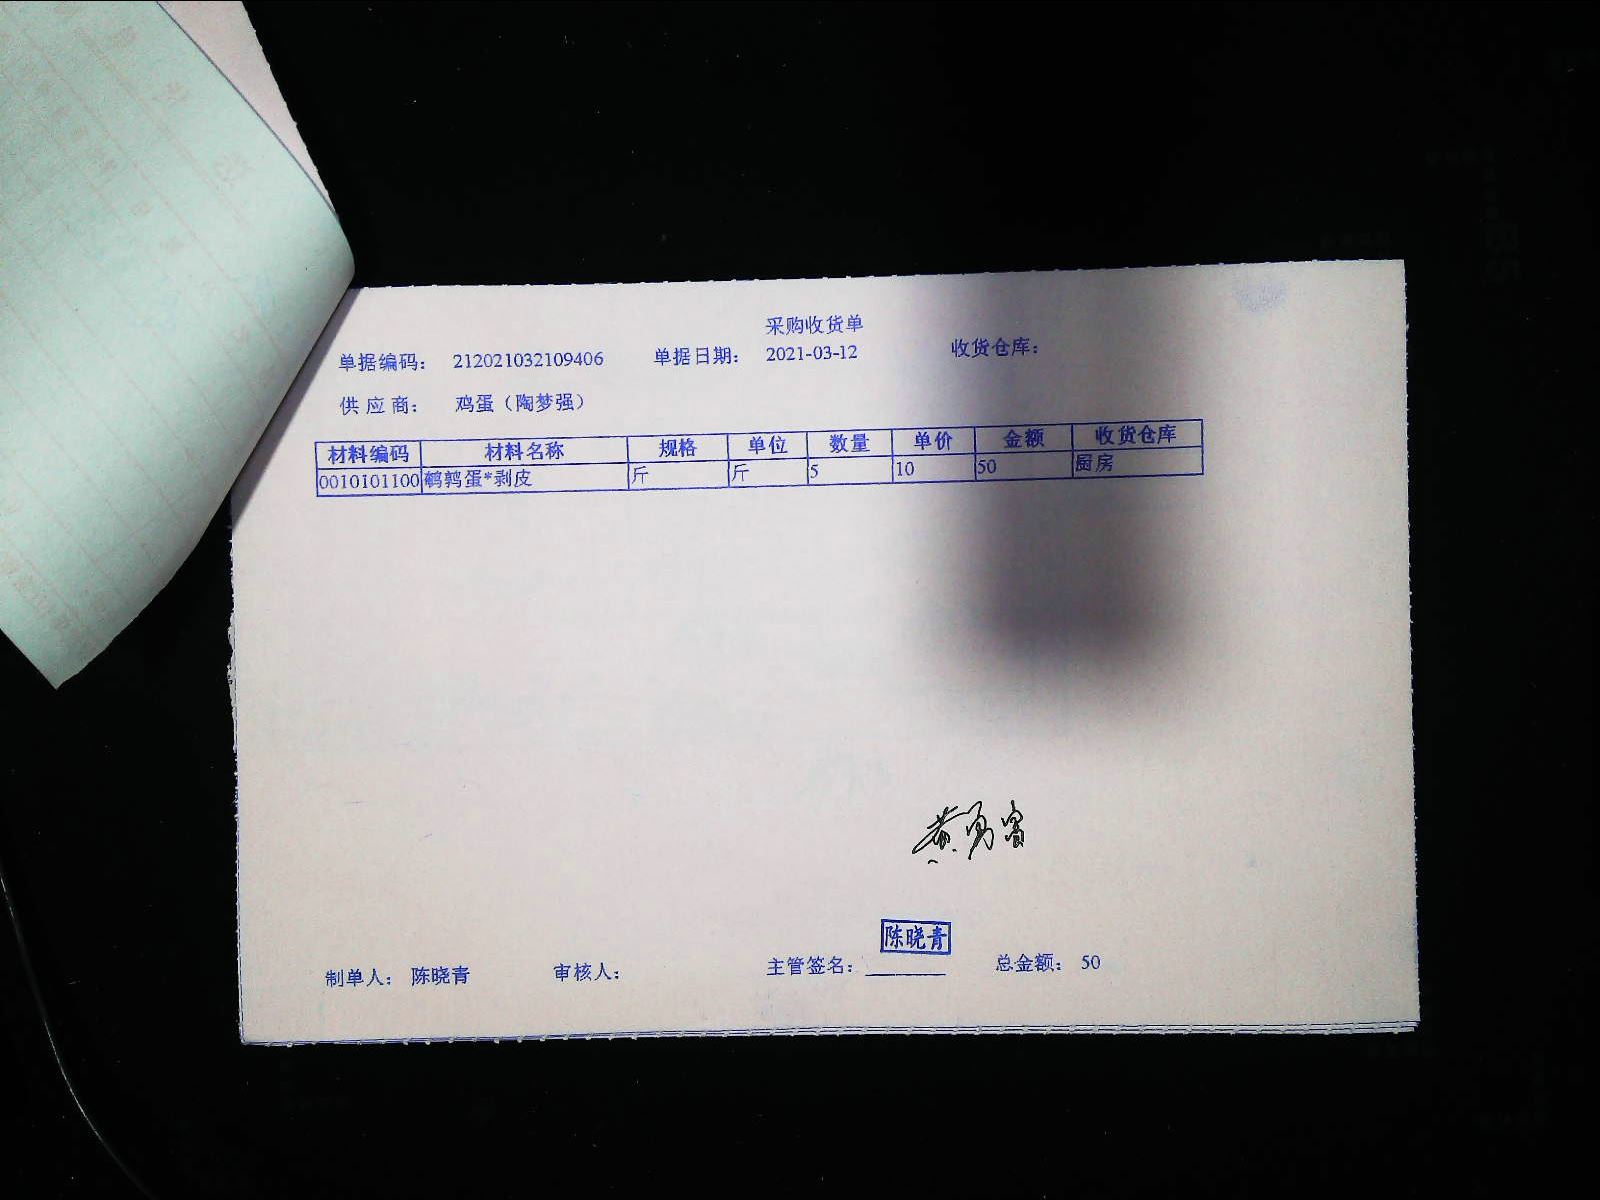 采购收货单
单据编码： 212021032109406 单据日期： 2021-03-12 收货仓库：
供应商： 鸡蛋（陶梦强）
材料编码 材料名称 规格 单位 数量 单价 金额 收货仓库
0010101100 鹌鹑蛋*剥皮 斤 斤 5 10 50 厨房
黄勇富
陈晓青
制单人： 陈晓青 审核人： 主管签名： 总金额： 50